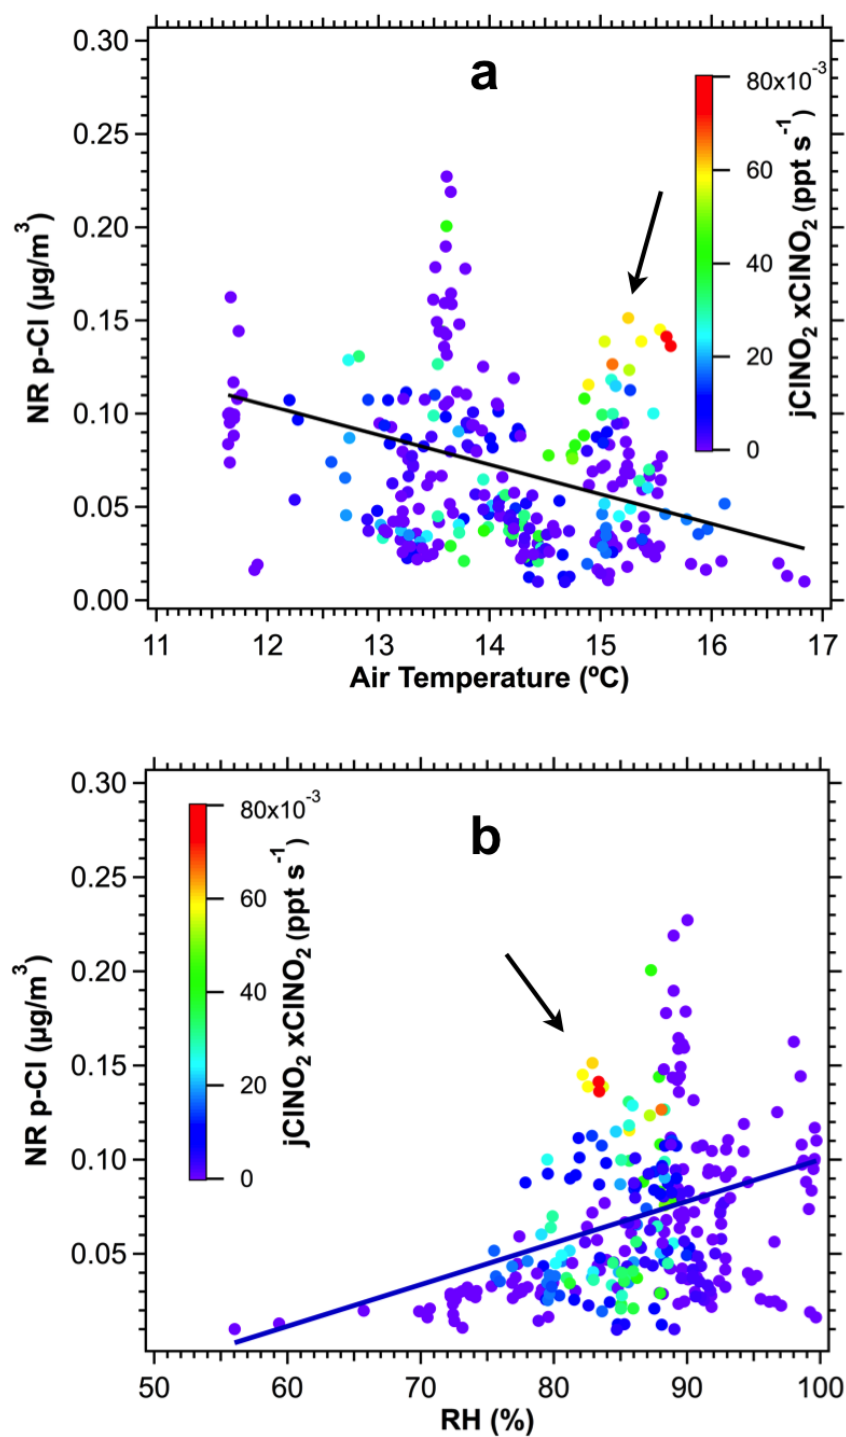 a
0.30
0.25
0.20
0.15
0.10
0.05
0.00
NR p-Cl (µg/m³)
11 12 13 14 15 16 17
Air Temperature (ºC)
80x10⁻³
60
40
20
0
jClNO₂ xClNO₂ (ppt s⁻¹)
b
0.30
0.25
0.20
0.15
0.10
0.05
NR p-Cl (µg/m³)
50 60 70 80 90 100
RH (%)
80x10⁻³
60
40
20
0
jClNO₂ xClNO₂ (ppt s⁻¹)